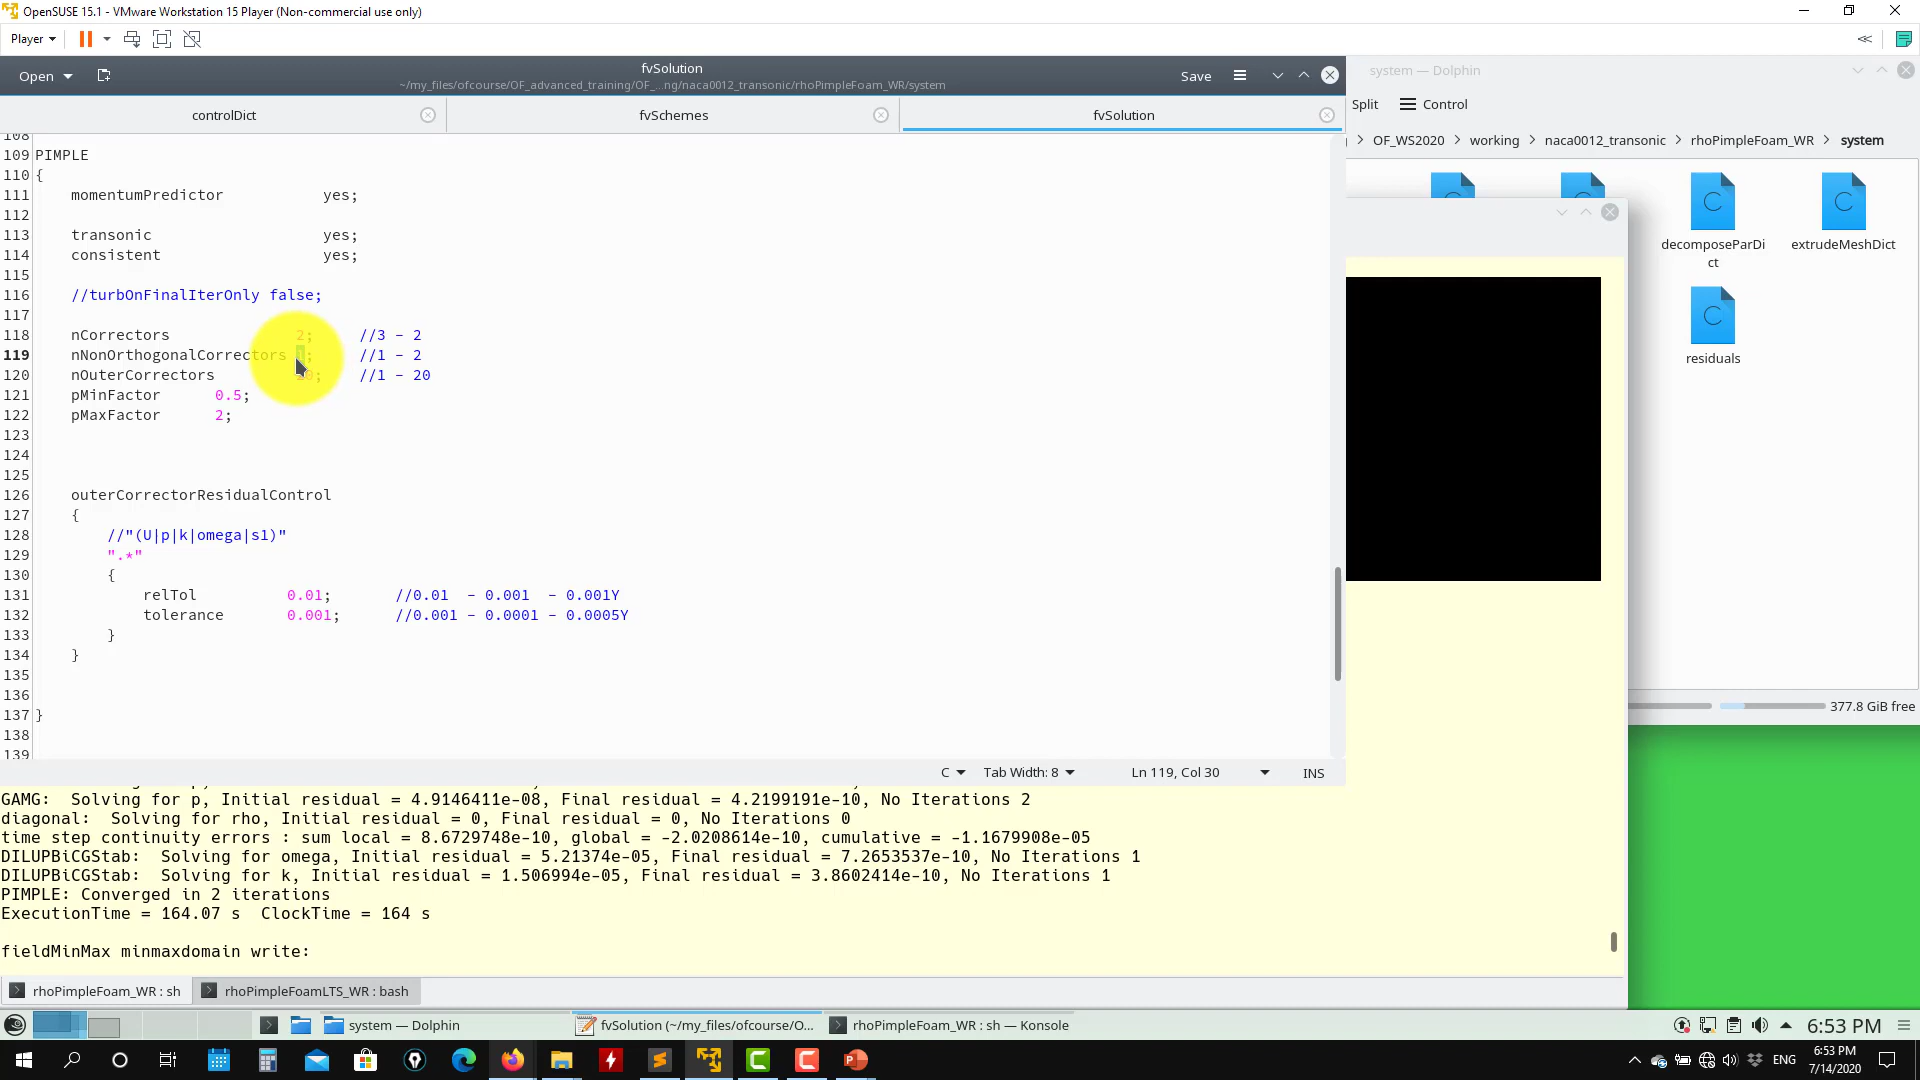 OpenSUSE 15.1 - VMware Workstation 15 Player (Non-commercial use only)
Player
Open
fvSolution
~/my_files/ofcourse/OF_advanced_training/OF_...ng/naca0012_transonic/rhoPimpleFoam_WR/system
Save
system — Dolphin
controlDict
fvSchemes
fvSolution
Split
Control
OF_WS2020 > working > naca0012_transonic > rhoPimpleFoam_WR > system
decomposeParDi
ct
extrudeMeshDict
residuals
377.8 GiB free
108
109 PIMPLE
110 {
111 momentumPredictor yes;
112
113 transonic yes;
114 consistent yes;
115
116 //turbOnFinalIterOnly false;
117
118 nCorrectors 2; //3 - 2
119 nNonOrthogonalCorrectors 1; //1 - 2
120 nOuterCorrectors 20; //1 - 20
121 pMinFactor 0.5;
122 pMaxFactor 2;
123
124
125
126 outerCorrectorResidualControl
127 {
128 //"(U|p|k|omega|s1)"
129 ".*"
130 {
131 relTol 0.01; //0.01 - 0.001 - 0.001Y
132 tolerance 0.001; //0.001 - 0.0001 - 0.0005Y
133 }
134 }
135
136
137 }
138
139
C
Tab Width: 8
Ln 119, Col 30
INS
GAMG: Solving for p, Initial residual = 4.9146411e-08, Final residual = 4.2199191e-10, No Iterations 2
diagonal: Solving for rho, Initial residual = 0, Final residual = 0, No Iterations 0
time step continuity errors : sum local = 8.6729748e-10, global = -2.0208614e-10, cumulative = -1.1679908e-05
DILUPBiCGStab: Solving for omega, Initial residual = 5.21374e-05, Final residual = 7.2653537e-10, No Iterations 1
DILUPBiCGStab: Solving for k, Initial residual = 1.506994e-05, Final residual = 3.8602414e-10, No Iterations 1
PIMPLE: Converged in 2 iterations
ExecutionTime = 164.07 s ClockTime = 164 s
fieldMinMax minmaxdomain write:
rhoPimpleFoam_WR : sh
rhoPimpleFoamLTS_WR : bash
system — Dolphin
fvSolution (~/my_files/ofcourse/O...
rhoPimpleFoam_WR : sh — Konsole
6:53 PM
ENG
6:53 PM
7/14/2020